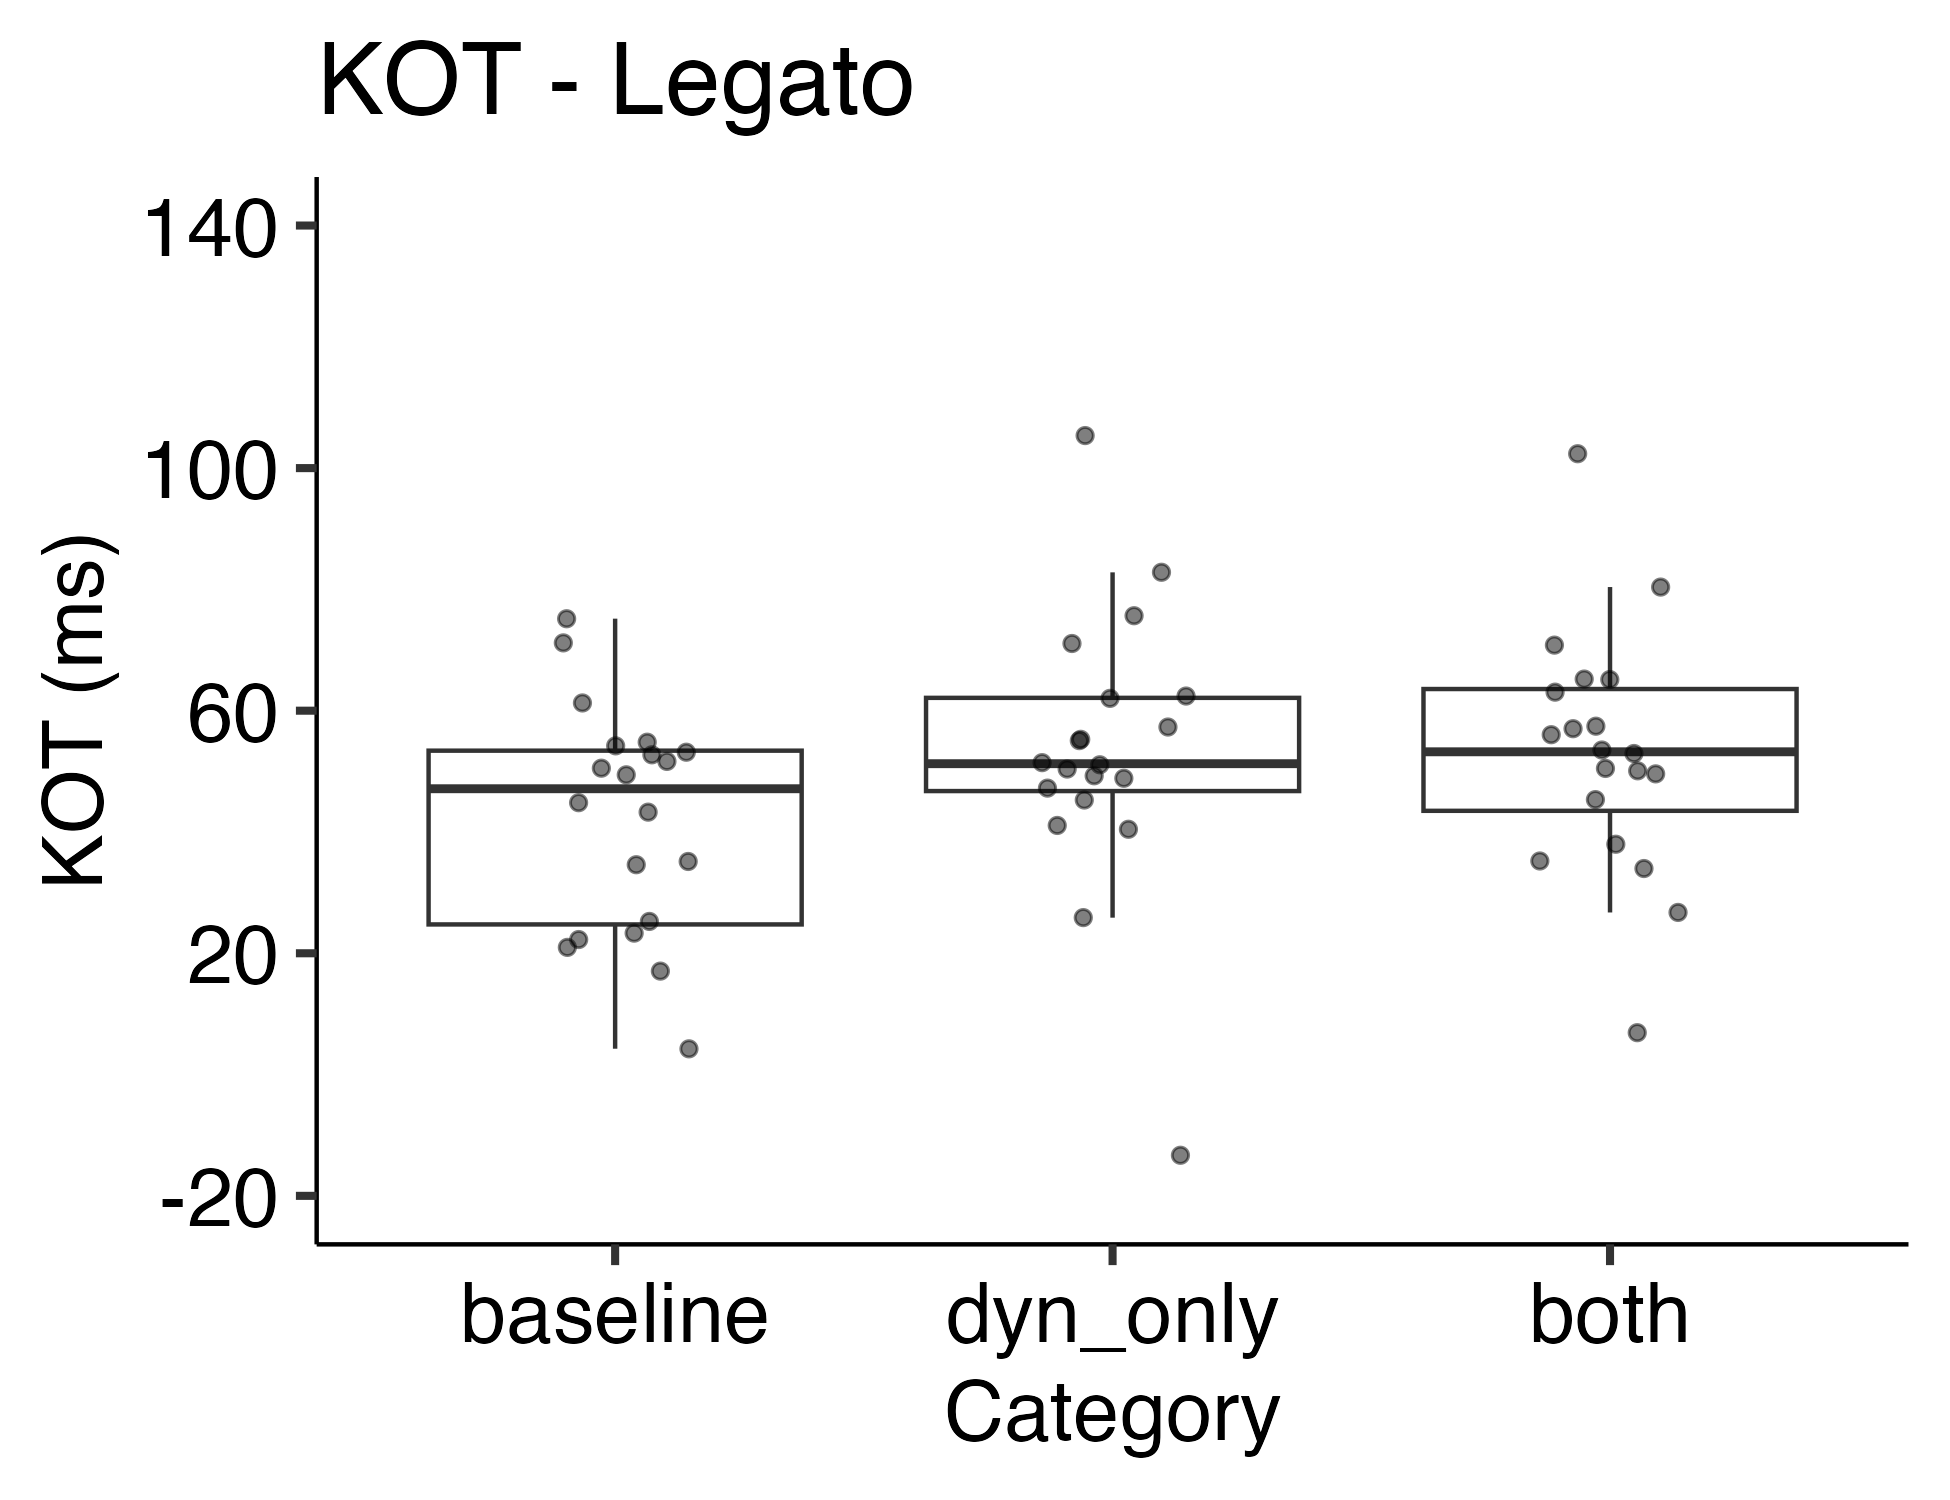 KOT - Legato
140
100
60
20
-20
KOT (ms)
baseline dyn_only both
Category